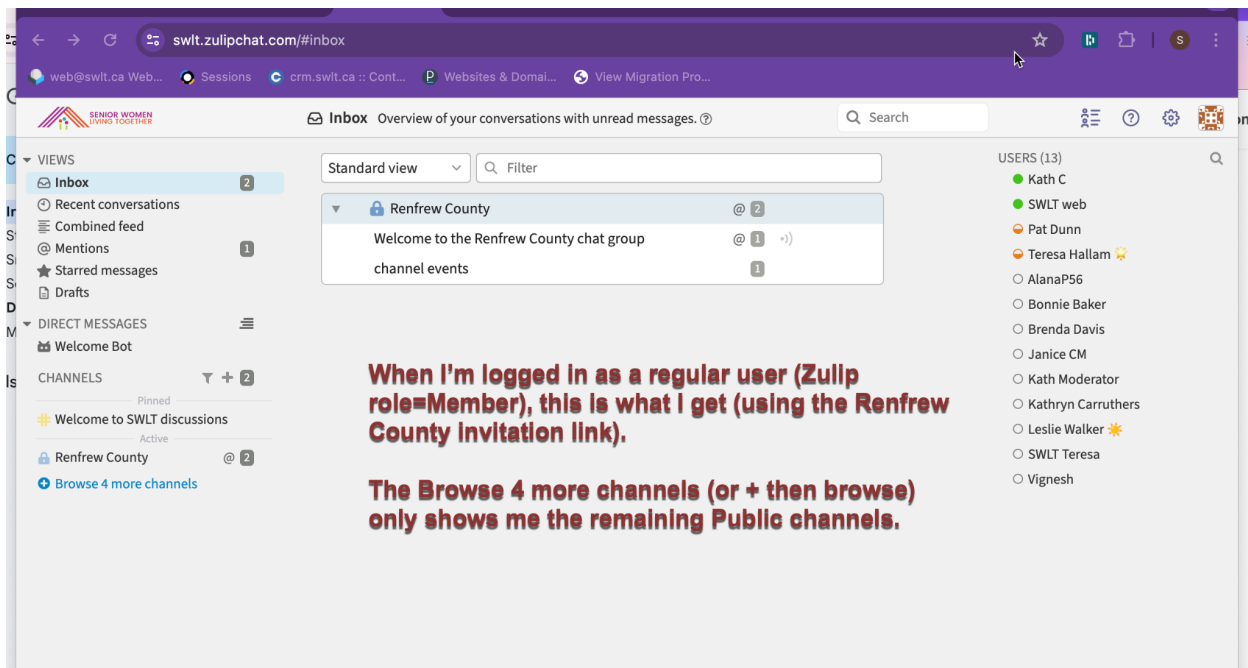 swlt.zulipchat.com/#inbox
S
web@swlt.ca Web...
Sessions
crm.swlt.ca :: Cont...
Websites & Domai...
View Migration Pro...
SENIOR WOMEN
LIVING TOGETHER
Inbox Overview of your conversations with unread messages.
Search
VIEWS
Inbox 2
Recent conversations
Combined feed
@ Mentions 1
Starred messages
Drafts
DIRECT MESSAGES
Welcome Bot
CHANNELS + 2
Pinned
Welcome to SWLT discussions
Active
Renfrew County @ 2
Browse 4 more channels
Standard view
Filter
Renfrew County @ 2
Welcome to the Renfrew County chat group @ 1
channel events 1
When I'm logged in as a regular user (Zulip
role=Member), this is what I get (using the Renfrew
County invitation link).
The Browse 4 more channels (or + then browse)
only shows me the remaining Public channels.
USERS (13)
Kath C
SWLT web
Pat Dunn
Teresa Hallam
AlanaP56
Bonnie Baker
Brenda Davis
Janice CM
Kath Moderator
Kathryn Carruthers
Leslie Walker
SWLT Teresa
Vignesh